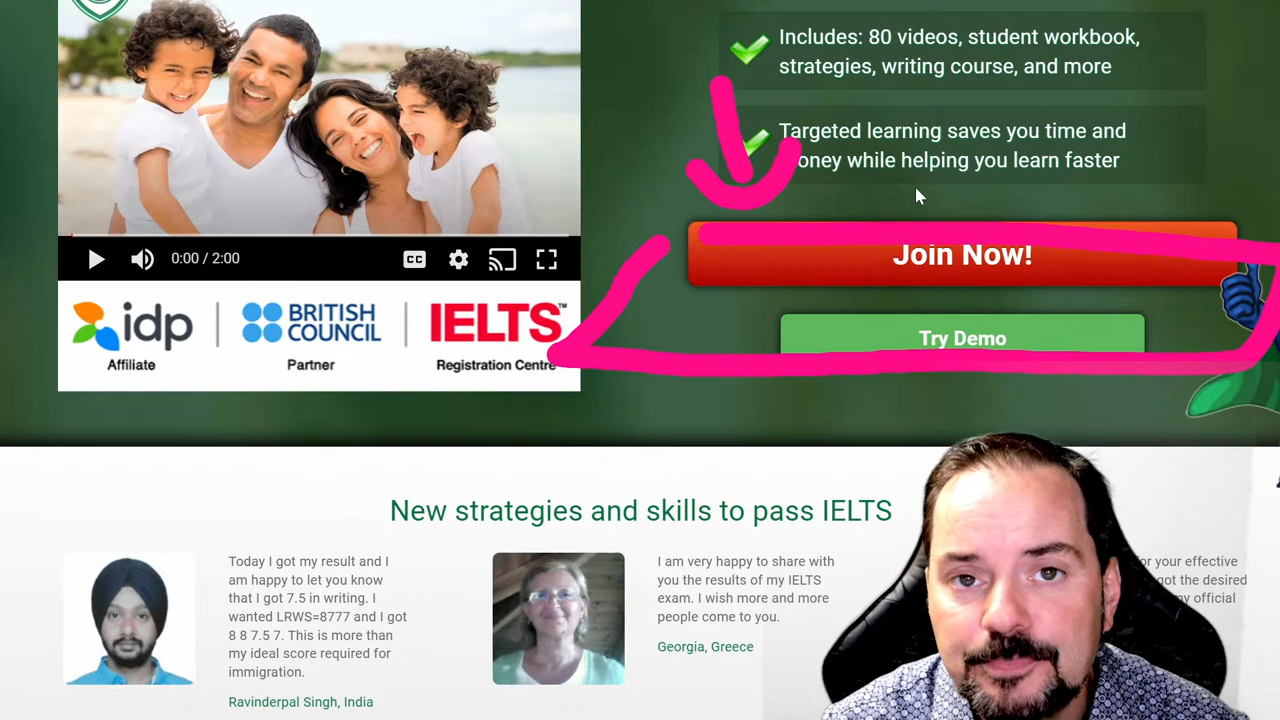 Includes: 80 videos, student workbook,
strategies, writing course, and more
Targeted learning saves you time and
oney while helping you learn faster
Join Now!
Try Demo
0:00 / 2:00
CC
idp
Affiliate
BRITISH
COUNCIL
Partner
IELTS™
Registration Centre
New strategies and skills to pass IELTS
Today I got my result and I
am happy to let you know
that I got 7.5 in writing. I
wanted LRWS=8777 and I got
8 8 7.5 7. This is more than
my ideal score required for
immigration.
Ravinderpal Singh, India
I am very happy to share with
you the results of my IELTS
exam. I wish more and more
people come to you.
Georgia, Greece
for your effective
got the desired
my official